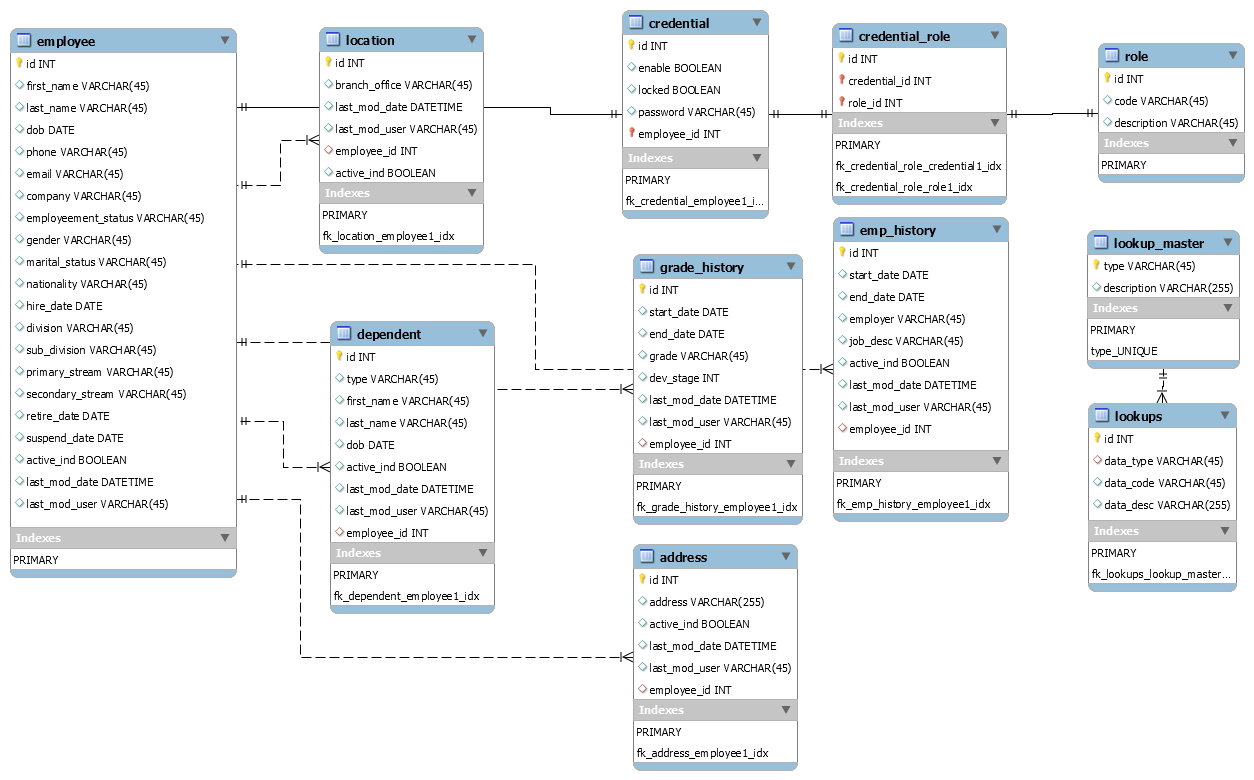 employee
id INT
first_name VARCHAR(45)
last_name VARCHAR(45)
dob DATE
phone VARCHAR(45)
email VARCHAR(45)
company VARCHAR(45)
employeement_status VARCHAR(45)
gender VARCHAR(45)
marital_status VARCHAR(45)
nationality VARCHAR(45)
hire_date DATE
division VARCHAR(45)
sub_division VARCHAR(45)
primary_stream VARCHAR(45)
secondary_stream VARCHAR(45)
retire_date DATE
suspend_date DATE
active_ind BOOLEAN
last_mod_date DATETIME
last_mod_user VARCHAR(45)
Indexes
PRIMARY
location
id INT
branch_office VARCHAR(45)
last_mod_date DATETIME
last_mod_user VARCHAR(45)
employee_id INT
active_ind BOOLEAN
Indexes
PRIMARY
fk_location_employee1_idx
dependent
id INT
type VARCHAR(45)
first_name VARCHAR(45)
last_name VARCHAR(45)
dob DATE
active_ind BOOLEAN
last_mod_date DATETIME
last_mod_user VARCHAR(45)
employee_id INT
Indexes
PRIMARY
fk_dependent_employee1_idx
credential
id INT
enable BOOLEAN
locked BOOLEAN
password VARCHAR(45)
employee_id INT
Indexes
PRIMARY
fk_credential_employee1_i...
grade_history
id INT
start_date DATE
end_date DATE
grade VARCHAR(45)
dev_stage INT
last_mod_date DATETIME
last_mod_user VARCHAR(45)
employee_id INT
Indexes
PRIMARY
fk_grade_history_employee1_idx
address
id INT
address VARCHAR(255)
active_ind BOOLEAN
last_mod_date DATETIME
last_mod_user VARCHAR(45)
employee_id INT
Indexes
PRIMARY
fk_address_employee1_idx
credential_role
id INT
credential_id INT
role_id INT
Indexes
PRIMARY
fk_credential_role_credential1_idx
fk_credential_role_role1_idx
emp_history
id INT
start_date DATE
end_date DATE
employer VARCHAR(45)
job_desc VARCHAR(45)
active_ind BOOLEAN
last_mod_date DATETIME
last_mod_user VARCHAR(45)
employee_id INT
Indexes
PRIMARY
fk_emp_history_employee1_idx
role
id INT
code VARCHAR(45)
description VARCHAR(45)
Indexes
PRIMARY
lookup_master
type VARCHAR(45)
description VARCHAR(255)
Indexes
PRIMARY
type_UNIQUE
lookups
id INT
data_type VARCHAR(45)
data_code VARCHAR(45)
data_desc VARCHAR(255)
Indexes
PRIMARY
fk_lookups_lookup_master...